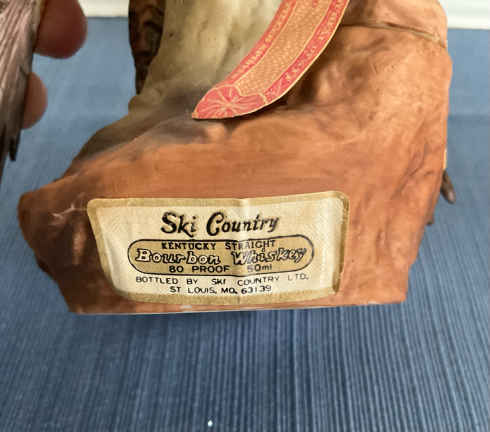 Ski Country
KENTUCKY STRAIGHT
Bourbon Whiskey
80 PROOF 50ml
BOTTLED BY SKI COUNTRY LTD.
ST LOUIS, MO. 63139